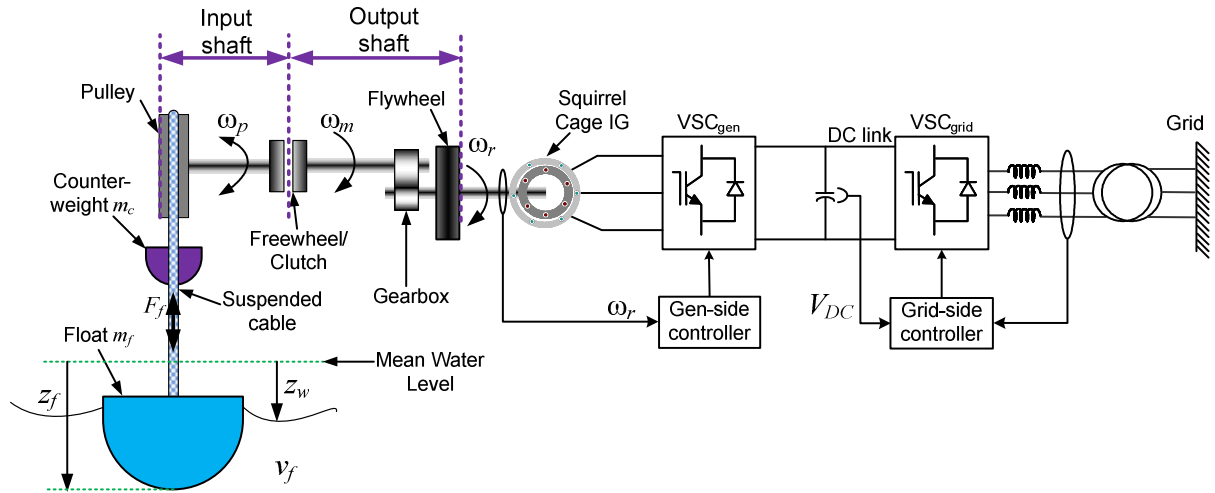 Input
shaft
Output
shaft
Pulley
Flywheel
Squirrel
Cage IG
VSCgen
DC link
VSCgrid
Grid
ωp
ωm
ωr
Counter-
weight mc
Freewheel/
Clutch
Gearbox
Suspended
cable
Ff
ωr
Gen-side
controller
VDC
Grid-side
controller
Float mf
Mean Water
Level
zf
zw
vf